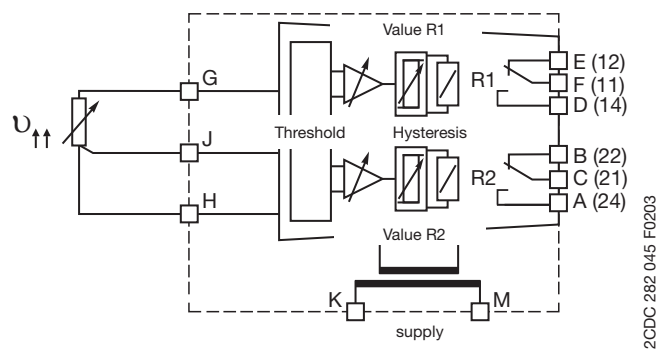 Value R1
G
E (12)
R1
F (11)
D (14)
ʋ↑↑
J
Threshold
Hysteresis
B (22)
R2
C (21)
H
A (24)
Value R2
K
M
supply
2CDC 282 045 F0203